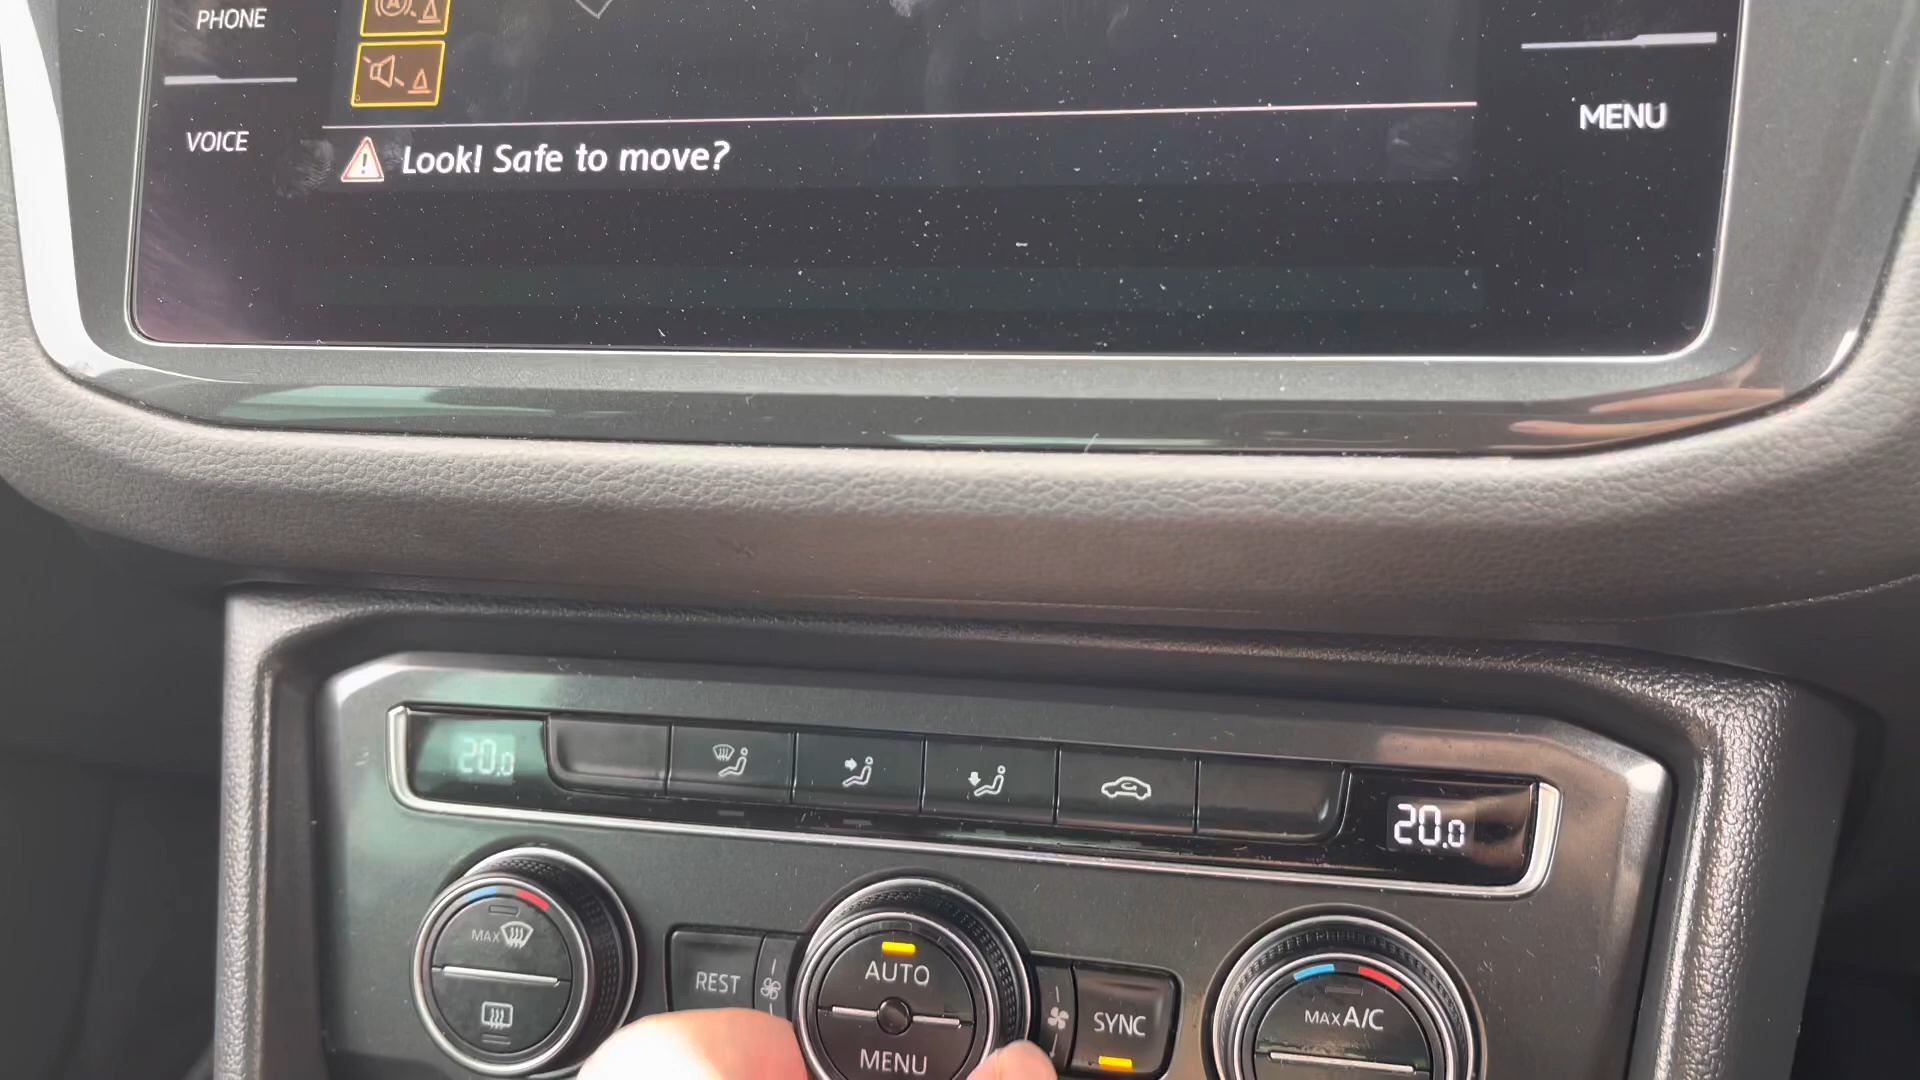 PHONE
VOICE
MENU
Look! Safe to move?
20.0
20.0
MAX
REST
AUTO
MENU
SYNC
MAX A/C